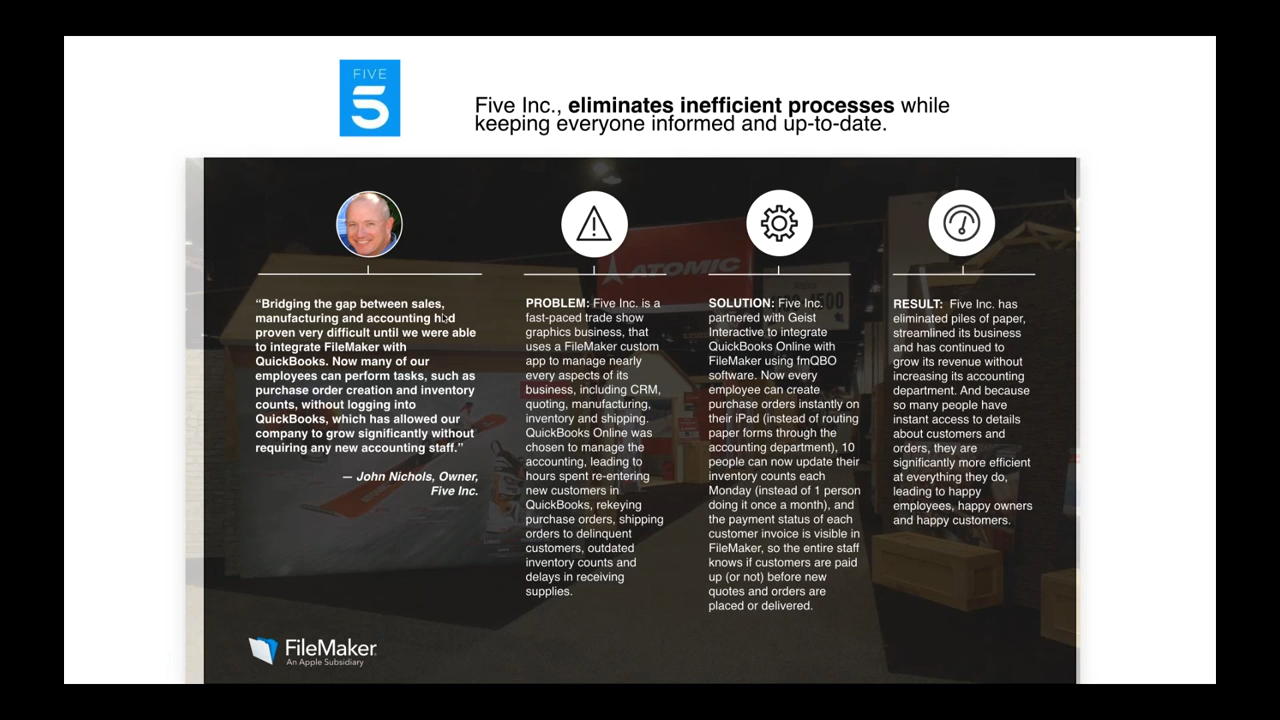 FIVE
5
Five Inc., eliminates inefficient processes while
keeping everyone informed and up-to-date.
ATOMIC
“Bridging the gap between sales,
manufacturing and accounting had
proven very difficult until we were able
to integrate FileMaker with
QuickBooks. Now many of our
employees can perform tasks, such as
purchase order creation and inventory
counts, without logging into
QuickBooks, which has allowed our
company to grow significantly without
requiring any new accounting staff.”
— John Nichols, Owner,
Five Inc.
PROBLEM: Five Inc. is a
fast-paced trade show
graphics business, that
uses a FileMaker custom
app to manage nearly
every aspects of its
business, including CRM,
quoting, manufacturing,
inventory and shipping.
QuickBooks Online was
chosen to manage the
accounting, leading to
hours spent re-entering
new customers in
QuickBooks, rekeying
purchase orders, shipping
orders to delinquent
customers, outdated
inventory counts and
delays in receiving
supplies.
SOLUTION: Five Inc.
partnered with Geist
Interactive to integrate
QuickBooks Online with
FileMaker using fmQBO
software. Now every
employee can create
purchase orders instantly on
their iPad (instead of routing
paper forms through the
accounting department), 10
people can now update their
inventory counts each
Monday (instead of 1 person
doing it once a month), and
the payment status of each
customer invoice is visible in
FileMaker, so the entire staff
knows if customers are paid
up (or not) before new
quotes and orders are
placed or delivered.
RESULT: Five Inc. has
eliminated piles of paper,
streamlined its business
and has continued to
grow its revenue without
increasing its accounting
department. And because
so many people have
instant access to details
about customers and
orders, they are
significantly more efficient
at everything they do,
leading to happy
employees, happy owners
and happy customers.
FileMaker
An Apple Subsidiary